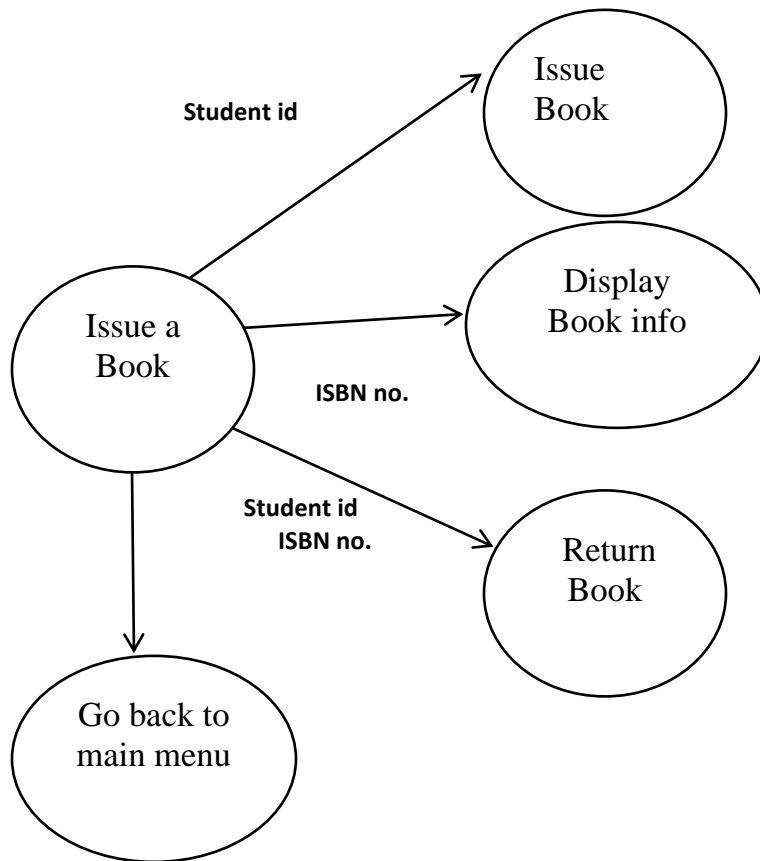 Issue
Book
Student id
Display
Book info
Issue a
Book
ISBN no.
Student id
ISBN no.
Return
Book
Go back to
main menu